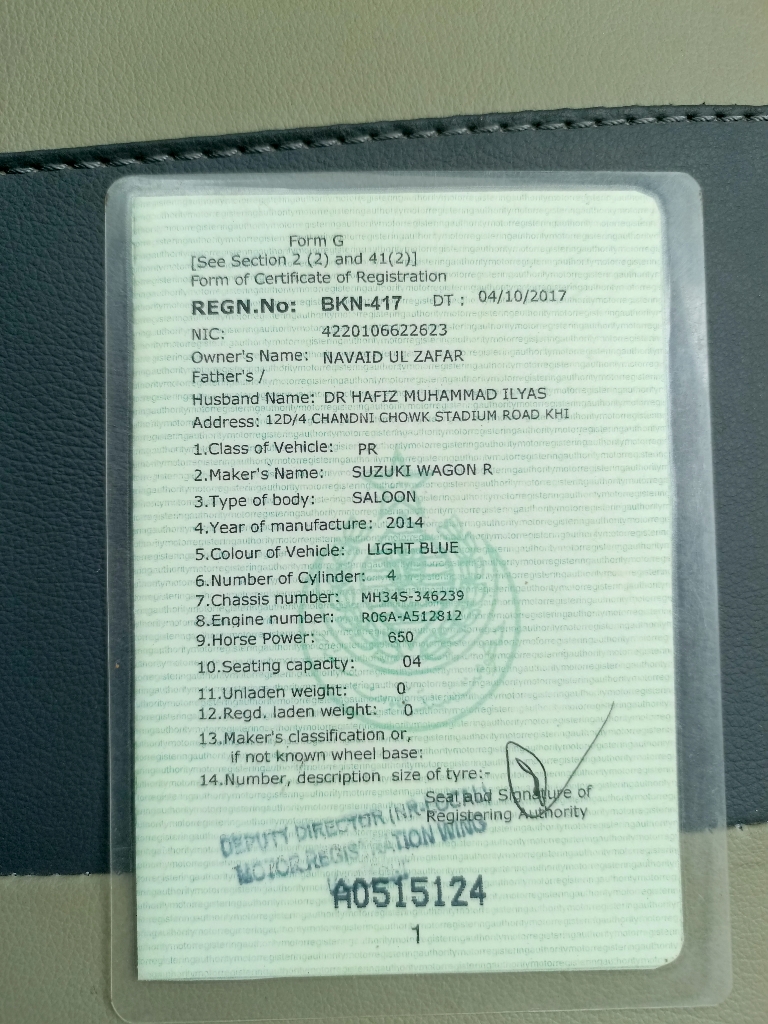 Form G
[See Section 2 (2) and 41(2)]
Form of Certificate of Registration
REGN.No: BKN-417 DT : 04/10/2017
NIC: 4220106622623
Owner's Name: NAVAID UL ZAFAR
Father's /
Husband Name: DR HAFIZ MUHAMMAD ILYAS
Address: 12D/4 CHANDNI CHOWK STADIUM ROAD KHI
1.Class of Vehicle: PR
2.Maker's Name: SUZUKI WAGON R
3.Type of body: SALOON
4.Year of manufacture: 2014
5.Colour of Vehicle: LIGHT BLUE
6.Number of Cylinder: 4
7.Chassis number: MH34S-346239
8.Engine number: R06A-A512812
9.Horse Power: 650
10.Seating capacity: 04
11.Unladen weight: 0
12.Regd. laden weight: 0
13.Maker's classification or,
if not known wheel base:
14.Number, description size of tyre:-
Seal and Signature of
Registering Authority
DEPUTY DIRECTOR
MOTOR REGISTRATION WING
A0515124
1